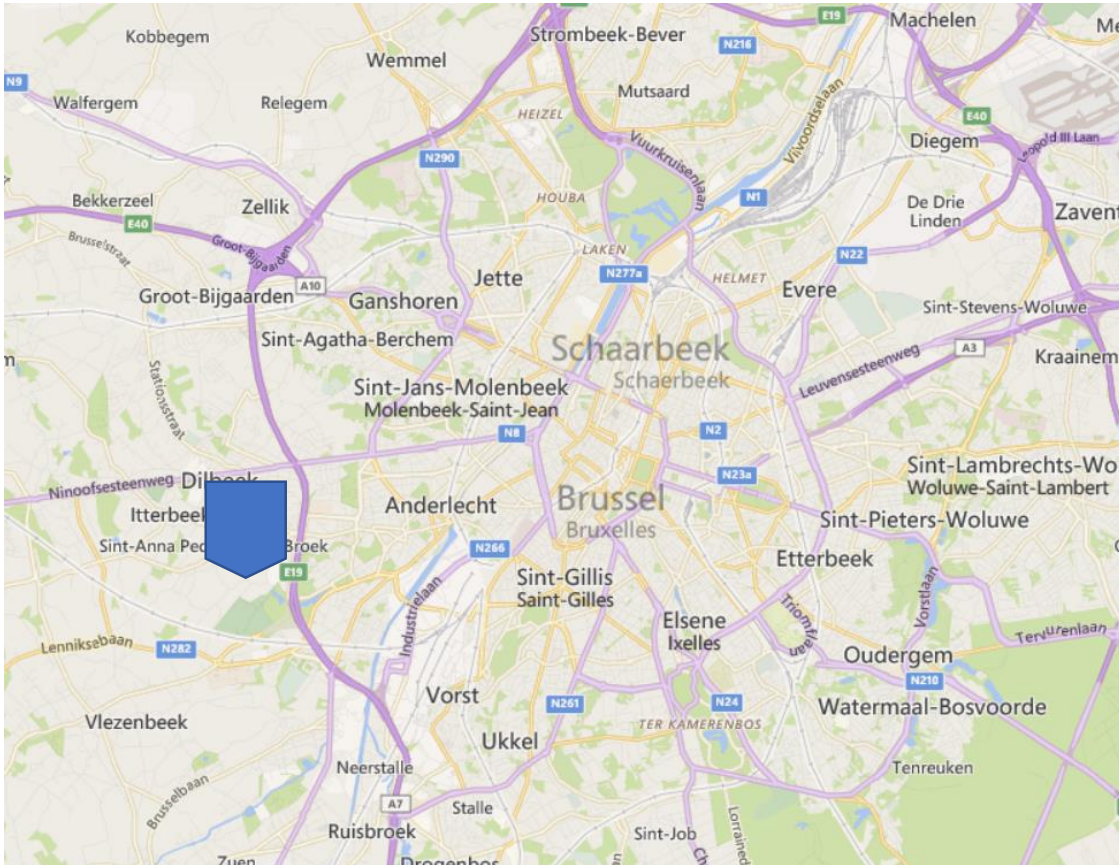 E19
Machelen
Kobbegem
Strombeek-Bever
N216
Wemmel
N9
Walfergem
Relegem
Mutsaard
HEIZEL
E40
Diegem
Leopold III Laan
Vilvoordselaan
Vuurkruisenlaan
N290
HOUBA
N1
De Drie
Linden
Bekkerzeel
Zellik
E40
Brusselstraat
Groot-Bijgaarden
LAKEN
N22
N277a
HELMET
Jette
Groot-Bijgaarden
A10
Ganshoren
Evere
Sint-Stevens-Woluwe
Sint-Agatha-Berchem
Schaarbeek
Schaerbeek
A3
Kraainem
Leuvensesteenweg
Stationsstraat
Sint-Jans-Molenbeek
Molenbeek-Saint-Jean
N8
N2
N23a
Ninoofsesteenweg
Dilbeek
Anderlecht
Brussel
Bruxelles
Woluwe-Saint-Lambert
Sint-Pieters-Woluwe
Sint-Anna
Broek
N266
Etterbeek
E19
Sint-Gillis
Saint-Gilles
Industrielaan
Elsene
Ixelles
Triomflaan
Vorstlaan
Tervurenlaan
Lenniksebaan
N282
Oudergem
N210
Vorst
N261
N24
Watermaal-Bosvoorde
Vlezenbeek
TER KAMERENBOS
Ukkel
Neerstalle
Tenreuken
Brusselbaan
A7
Stalle
Ruisbroek
Sint-Job
Drogenbos